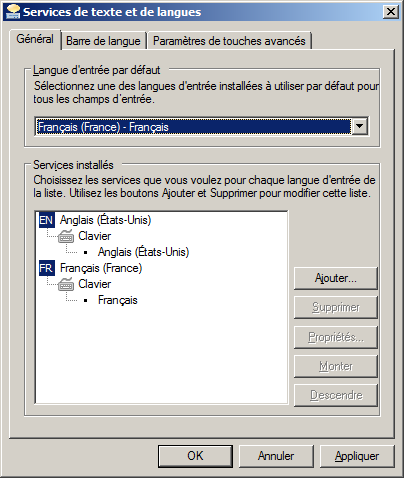 Services de texte et de langues
Général
Barre de langue
Paramètres de touches avancés
Langue d'entrée par défaut
Sélectionnez une des langues d'entrée installées à utiliser par défaut pour
tous les champs d'entrée.
Français (France) - Français
Services installés
Choisissez les services que vous voulez pour chaque langue d'entrée de
la liste. Utilisez les boutons Ajouter et Supprimer pour modifier cette liste.
EN Anglais (États-Unis)
Clavier
• Anglais (États-Unis)
FR Français (France)
Clavier
• Français
Ajouter...
Supprimer
Propriétés...
Monter
Descendre
OK
Annuler
Appliquer